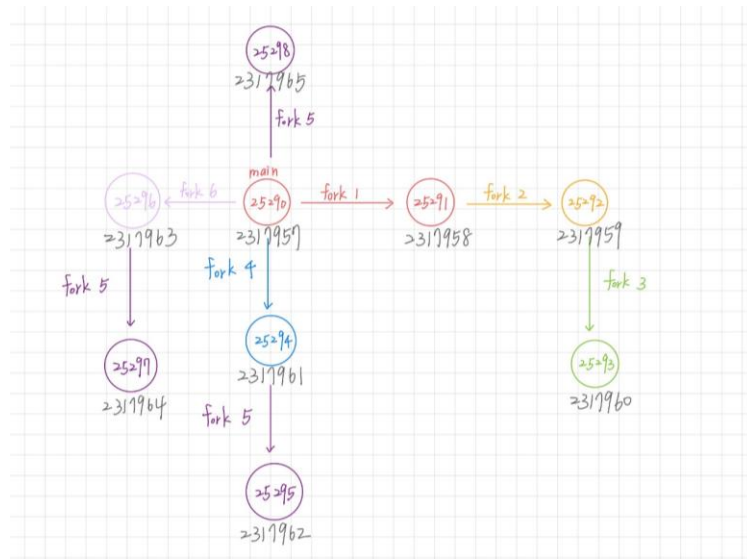 25298
2317965
fork 5
main
25296
fork 6
25290
fork 1
25291
fork 2
25292
2317963
2317957
2317958
2317959
fork 5
fork 4
fork 3
25294
25297
25293
2317961
2317964
2317960
fork 5
25295
2317962